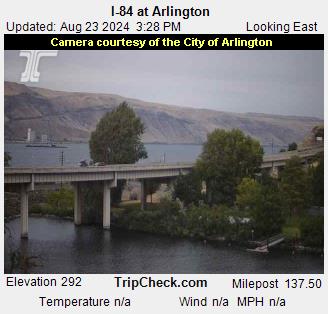 I-84 at Arlington
Updated: Aug 23 2024 3:28 PM Looking East
Camera courtesy of the City of Arlington
Elevation 292 TripCheck.com Milepost 137.50
Temperature n/a Wind n/a MPH n/a